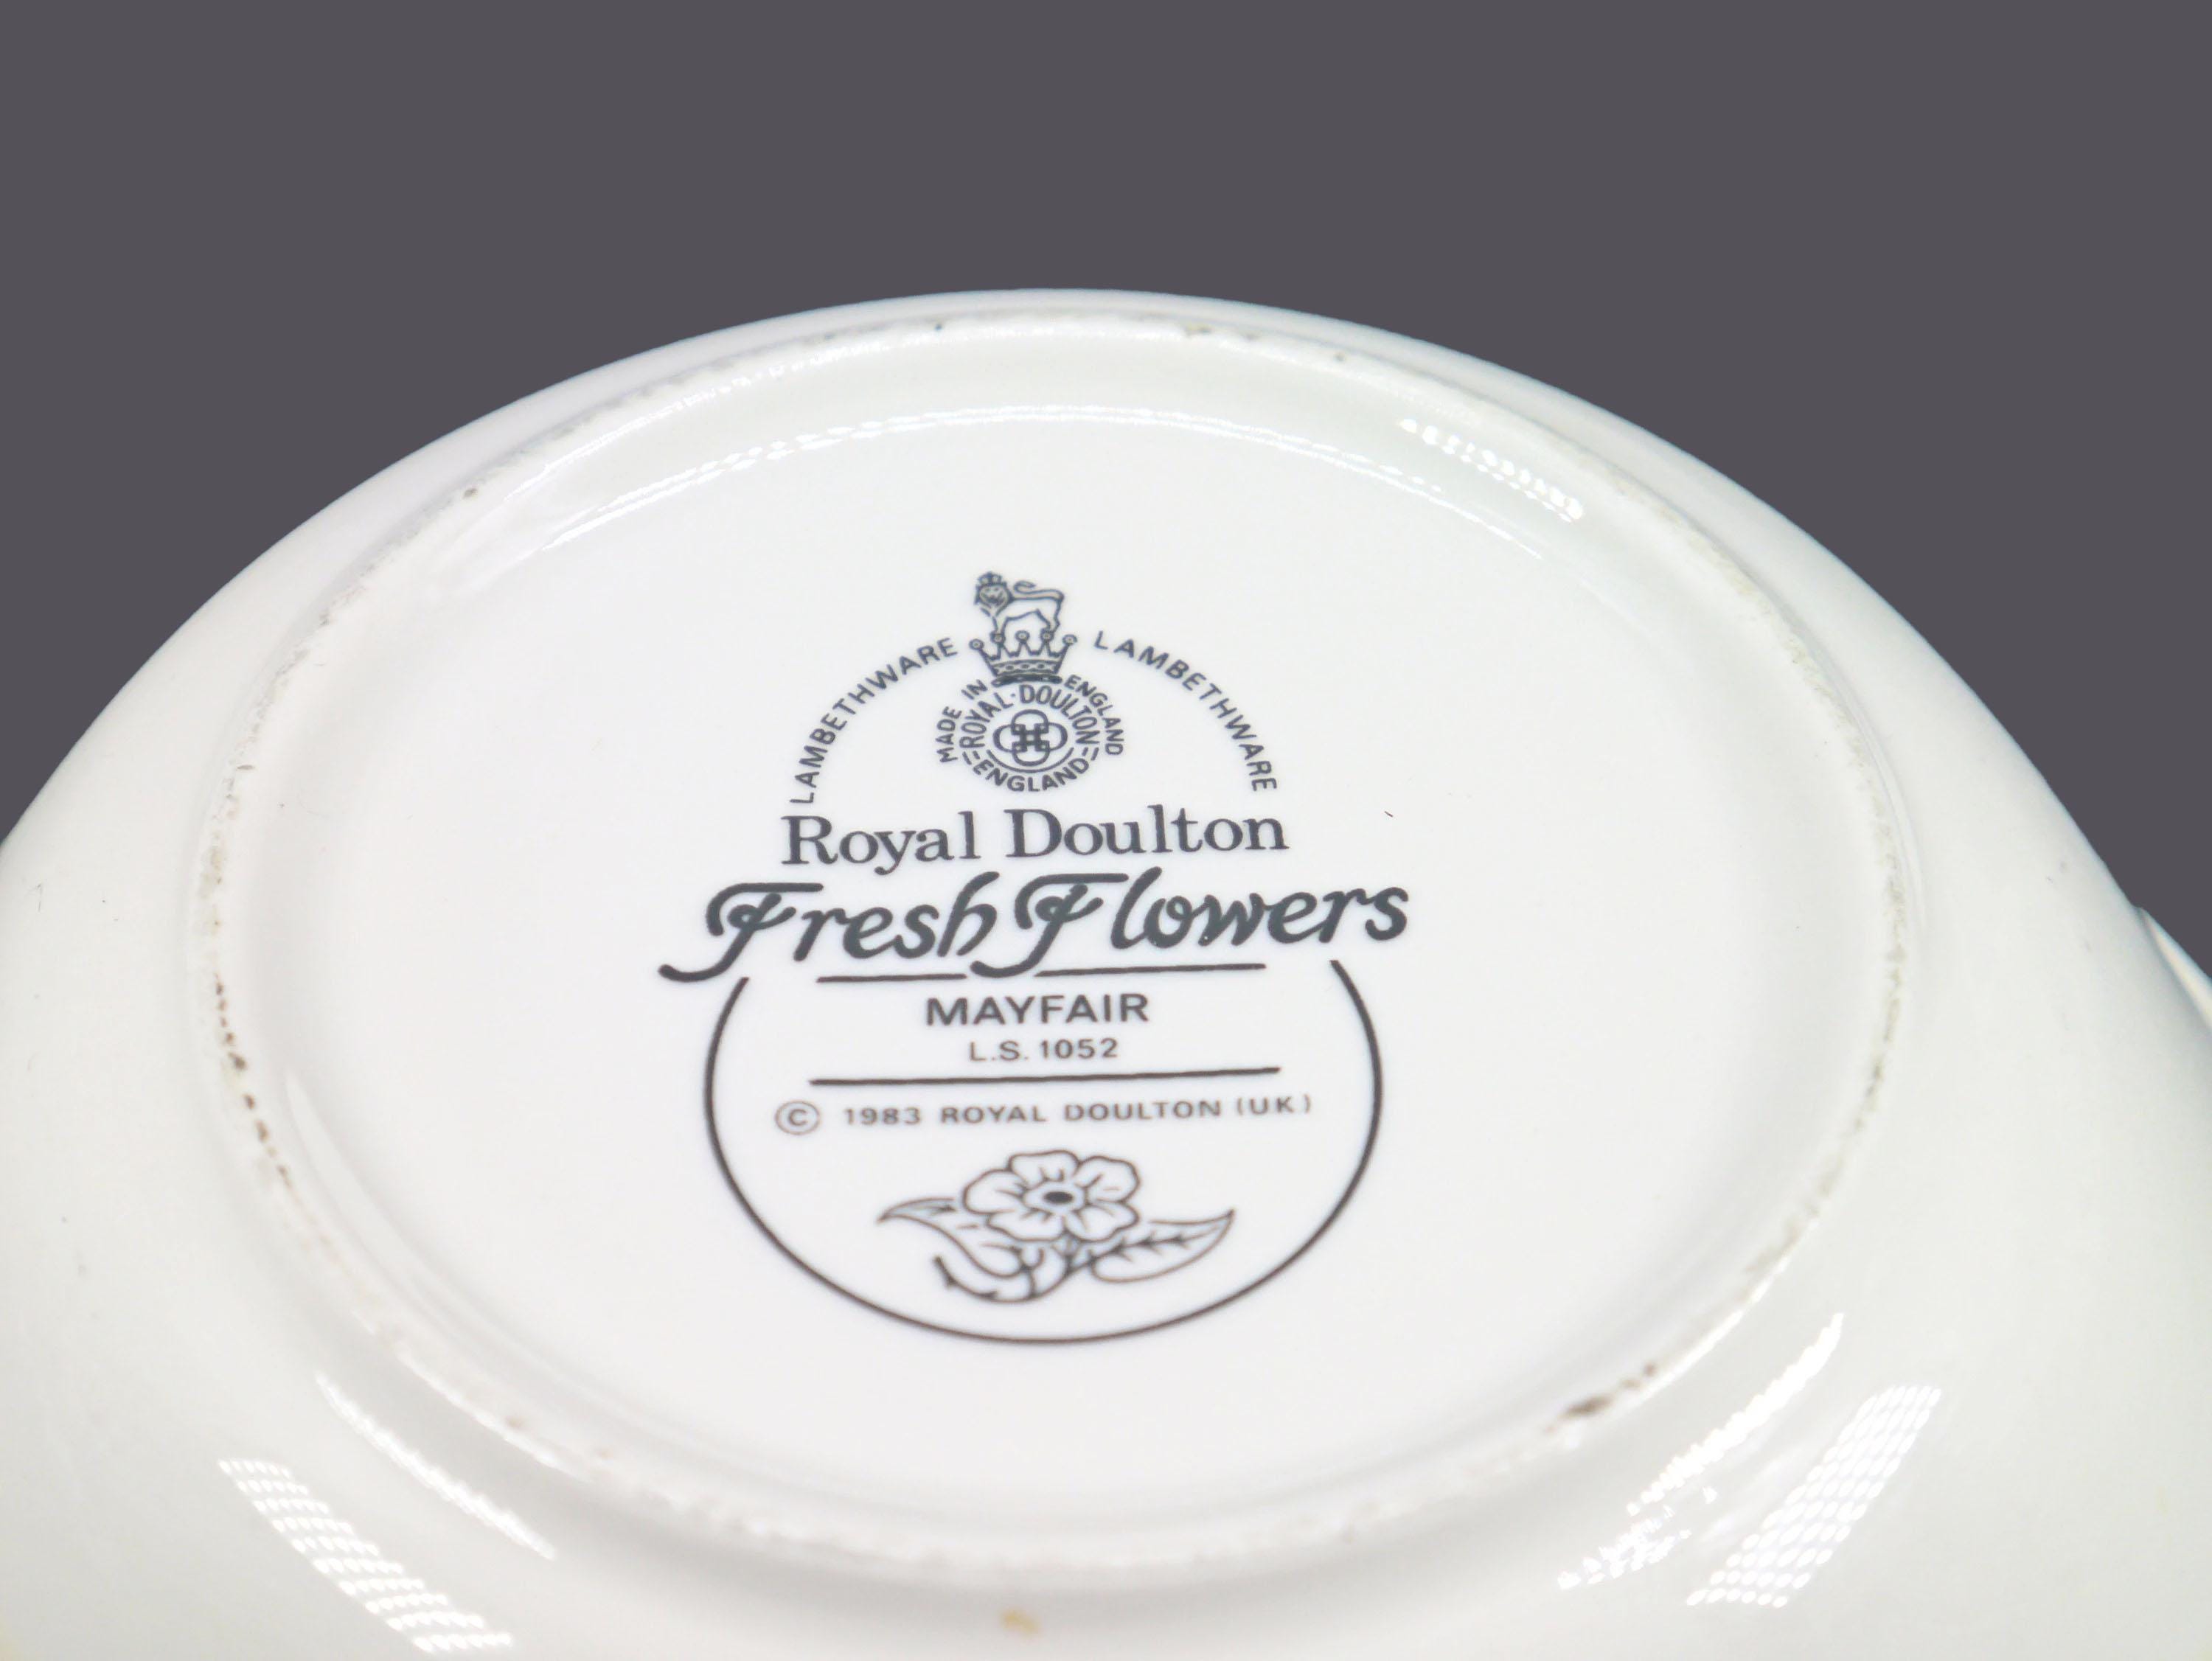 LAMBETHWARE LAMBETHWARE
MADE IN ENGLAND
ROYAL·DOULTON
ENGLAND
Royal Doulton
Fresh Flowers
MAYFAIR
L.S. 1052
© 1983 ROYAL DOULTON (UK)